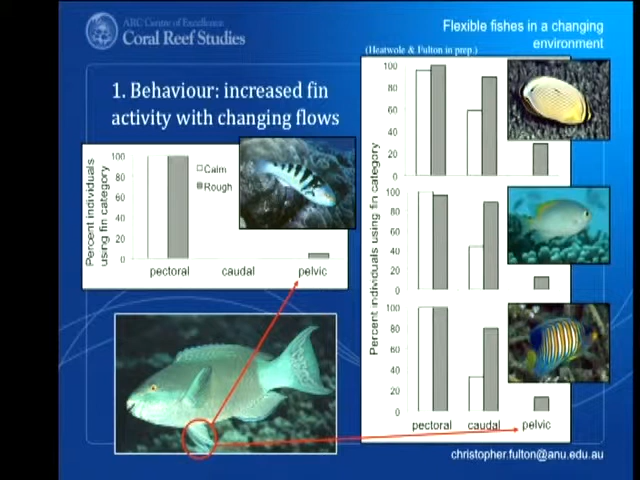 ARC Centre of Excellence
Coral Reef Studies
Flexible fishes in a changing
environment
(Heatwole & Fulton in prep.)
1. Behaviour: increased fin
activity with changing flows
Percent individuals
using fin category
100
80
60
40
20
0
Calm
Rough
pectoral caudal pelvic
Percent individuals using fin category
100
80
60
40
20
0
100
80
60
40
20
0
100
80
60
40
20
0
pectoral caudal pelvic
christopher.fulton@anu.edu.au